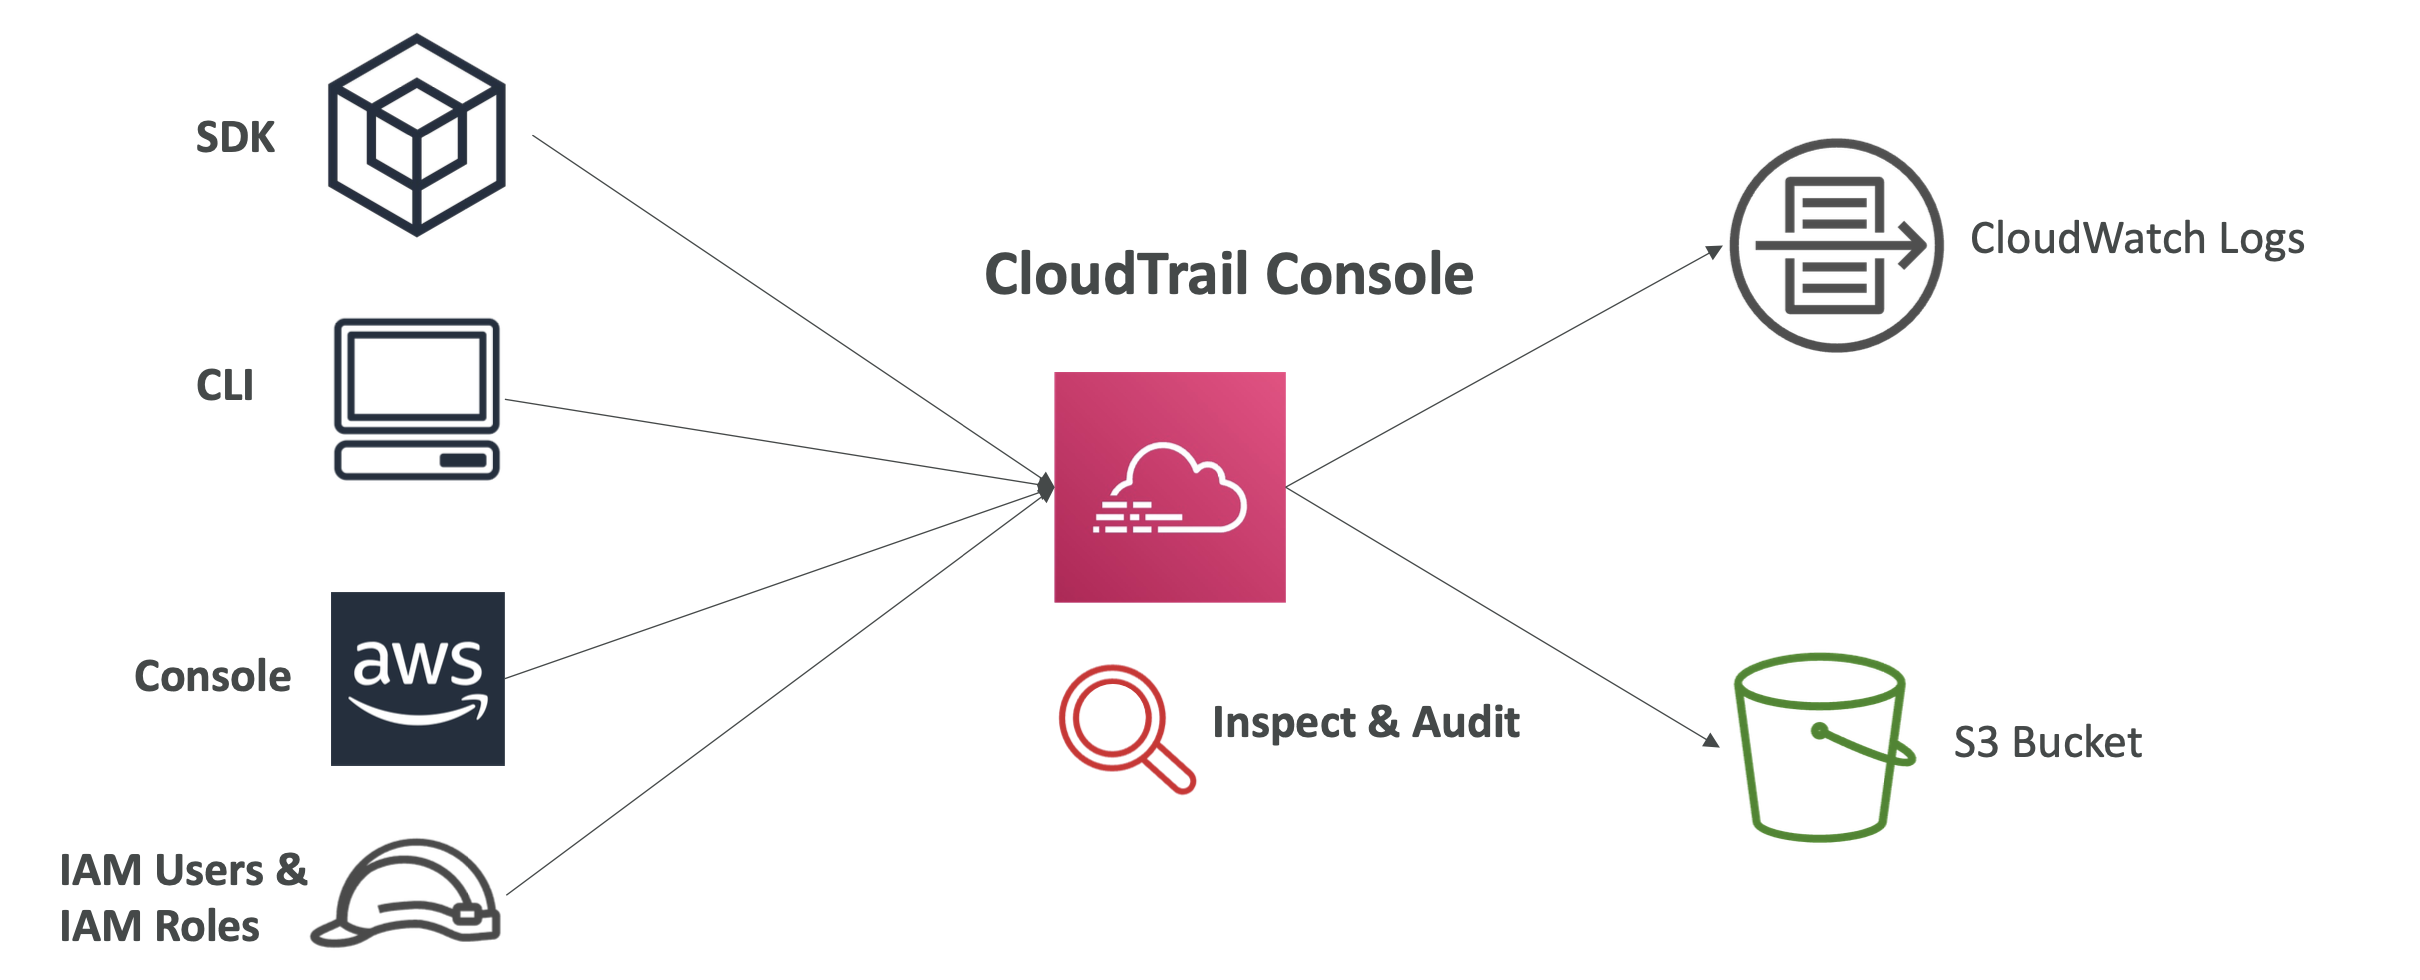 SDK
CLI
Console
aws
IAM Users &
IAM Roles
CloudTrail Console
Inspect & Audit
CloudWatch Logs
S3 Bucket